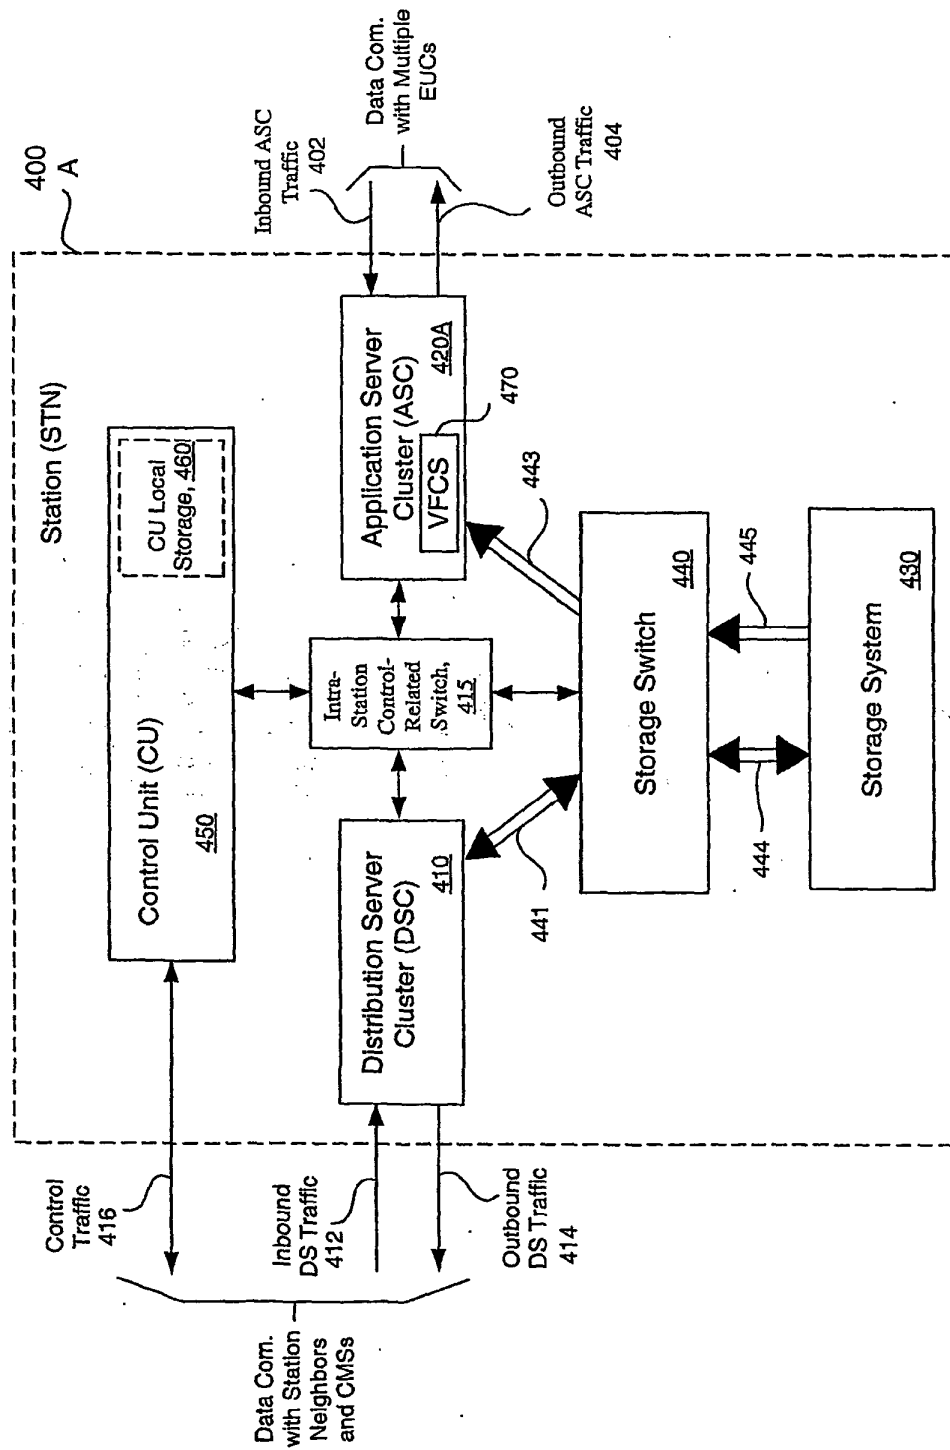 400
A
Station (STN)
Control Unit (CU)
450
CU Local
Storage, 460
Control
Traffic
416
Data Com.
with Station
Neighbors
and CMSs
Inbound
DS Traffic
412
Outbound
DS Traffic
414
Distribution Server
Cluster (DSC)
410
Intra-
Station
Control-
Related
Switch,
415
Application Server
Cluster (ASC)
420A
VFCS
470
Inbound ASC
Traffic
402
Data Com.
with Multiple
EUCs
Outbound
ASC Traffic
404
441
443
Storage Switch
440
444
445
Storage System
430